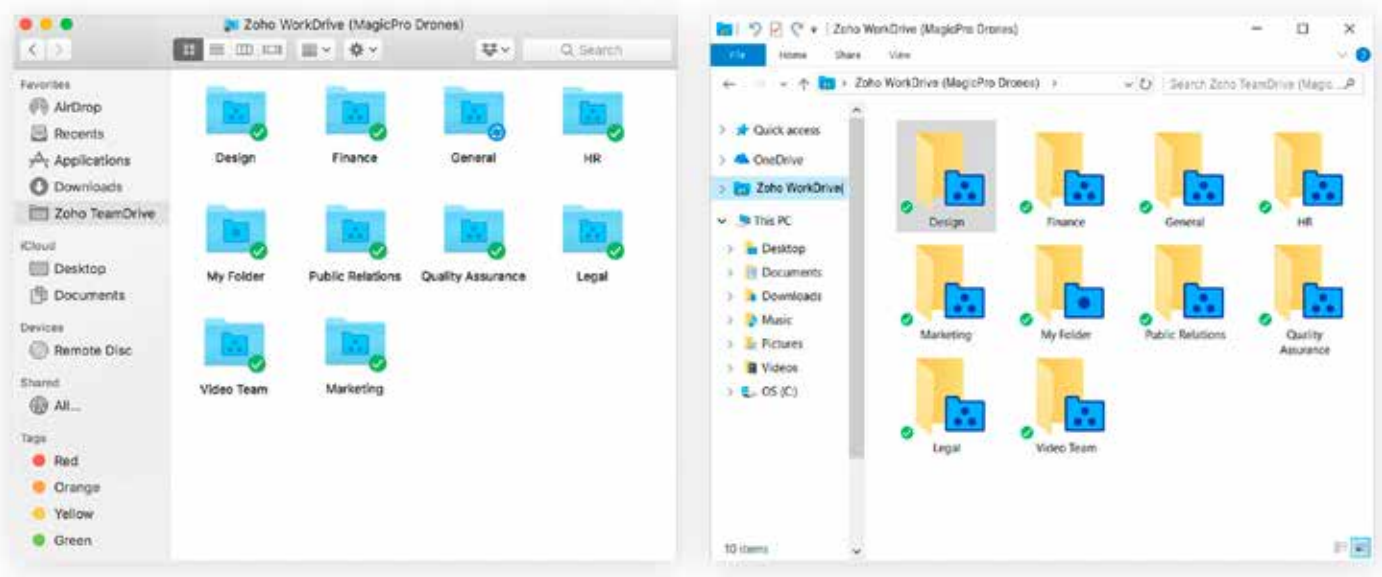 Zoho WorkDrive (MagicPro Drones)
Search
Favorites
AirDrop
Recents
Applications
Downloads
Zoho TeamDrive
iCloud
Desktop
Documents
Devices
Remote Disc
Shared
All...
Tags
Red
Orange
Yellow
Green
Design Finance General HR
My Folder Public Relations Quality Assurance Legal
Video Team Marketing
Zoho WorkDrive (MagicPro Drones)
File Home Share View
Zoho WorkDrive (MagicPro Drones)
Search Zoho TeamDrive (Magic ...
Quick access
OneDrive
Zoho WorkDrive(
This PC
Desktop
Documents
Downloads
Music
Pictures
Videos
OS (C:)
Design Finance General HR
Marketing My Folder Public Relations Quality
Assurance
Legal Video Team
10 items